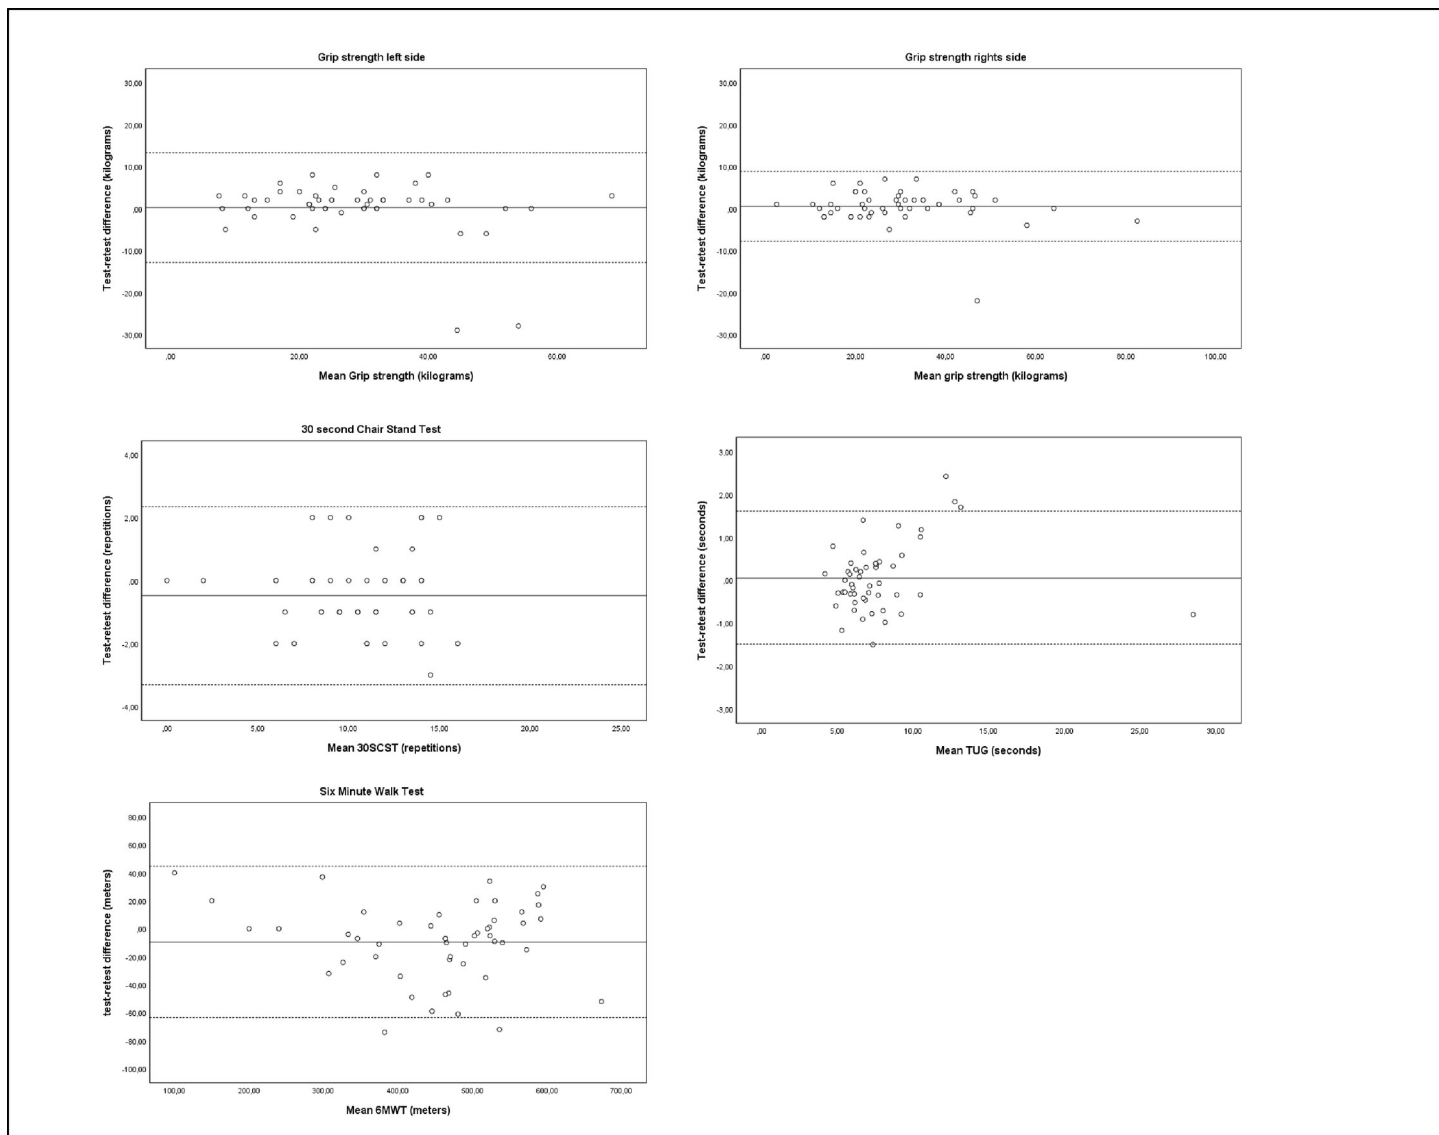 Grip strength left side
Test-retest difference (kilograms)
30,00
20,00
10,00
,00
-10,00
-20,00
-30,00
,00 20,00 40,00 60,00
Mean Grip strength (kilograms)
Grip strength rights side
Test-retest difference (kilograms)
30,00
20,00
10,00
,00
-10,00
-20,00
-30,00
,00 20,00 40,00 60,00 80,00 100,00
Mean grip strength (kilograms)
30 second Chair Stand Test
Test-retest difference (repetitions)
4,00
2,00
,00
-2,00
-4,00
,00 5,00 10,00 15,00 20,00 25,00
Mean 30SCST (repetitions)
Test-retest difference (seconds)
3,00
2,00
1,00
,00
-1,00
-2,00
-3,00
,00 5,00 10,00 15,00 20,00 25,00 30,00
Mean TUG (seconds)
Six Minute Walk Test
test-retest difference (meters)
80,00
60,00
40,00
20,00
,00
-20,00
-40,00
-60,00
-80,00
-100,00
100,00 200,00 300,00 400,00 500,00 600,00 700,00
Mean 6MWT (meters)